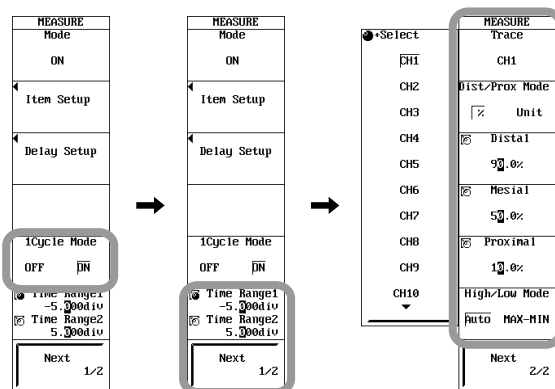 MEASURE
Mode
ON
Item Setup
Delay Setup
1Cycle Mode
OFF ON
Time Range1
-5.000div
Time Range2
5.000div
Next
1/2
MEASURE
Mode
ON
Item Setup
Delay Setup
1Cycle Mode
OFF ON
Time Range1
-5.000div
Time Range2
5.000div
Next
1/2
+Select
CH1
CH2
CH3
CH4
CH5
CH6
CH7
CH8
CH9
CH10
MEASURE
Trace
CH1
Dist/Prox Mode
% Unit
Distal
90.0%
Mesial
50.0%
Proximal
10.0%
High/Low Mode
Auto MAX-MIN
Next
2/2